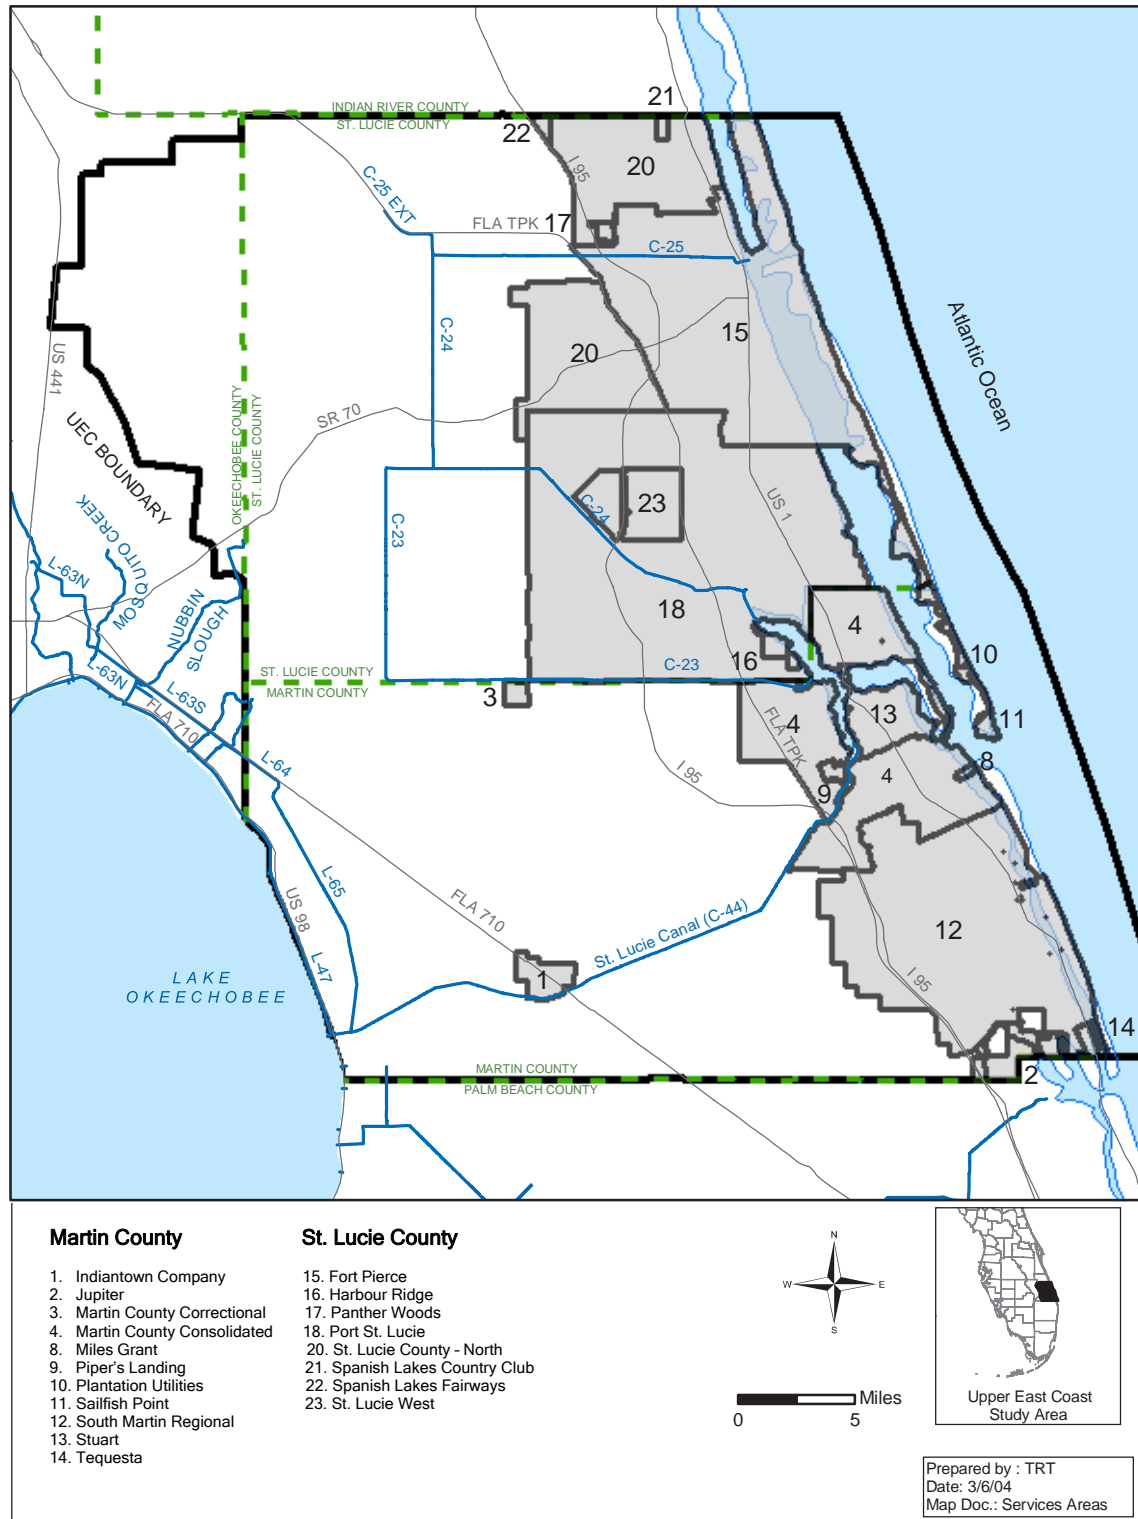 21
INDIAN RIVER COUNTY
ST. LUCIE COUNTY
22
20
I 95
C-25 EXT
FLA TPK
17
C-25
C-24
15
Atlantic Ocean
US 441
20
SR 70
UEC BOUNDARY
OKEECHOBEE COUNTY
ST. LUCIE COUNTY
US 1
C-24
23
C-23
MOSQUITO CREEK
L-63N
NUBBIN
SLOUGH
18
4
16
10
ST. LUCIE COUNTY
MARTIN COUNTY
C-23
L-63N
L-63S
FLA 710
3
4
13
11
FLA TPK
8
I 95
4
9
L-64
L-65
US 98
FLA 710
St. Lucie Canal (C-44)
12
L-47
LAKE
OKEECHOBEE
1
I 95
14
MARTIN COUNTY
PALM BEACH COUNTY
2
Martin County
1. Indiantown Company
2. Jupiter
3. Martin County Correctional
4. Martin County Consolidated
8. Miles Grant
9. Piper's Landing
10. Plantation Utilities
11. Sailfish Point
12. South Martin Regional
13. Stuart
14. Tequesta
St. Lucie County
15. Fort Pierce
16. Harbour Ridge
17. Panther Woods
18. Port St. Lucie
20. St. Lucie County - North
21. Spanish Lakes Country Club
22. Spanish Lakes Fairways
23. St. Lucie West
N
W
E
S
Miles
0
5
Upper East Coast
Study Area
Prepared by : TRT
Date: 3/6/04
Map Doc.: Services Areas